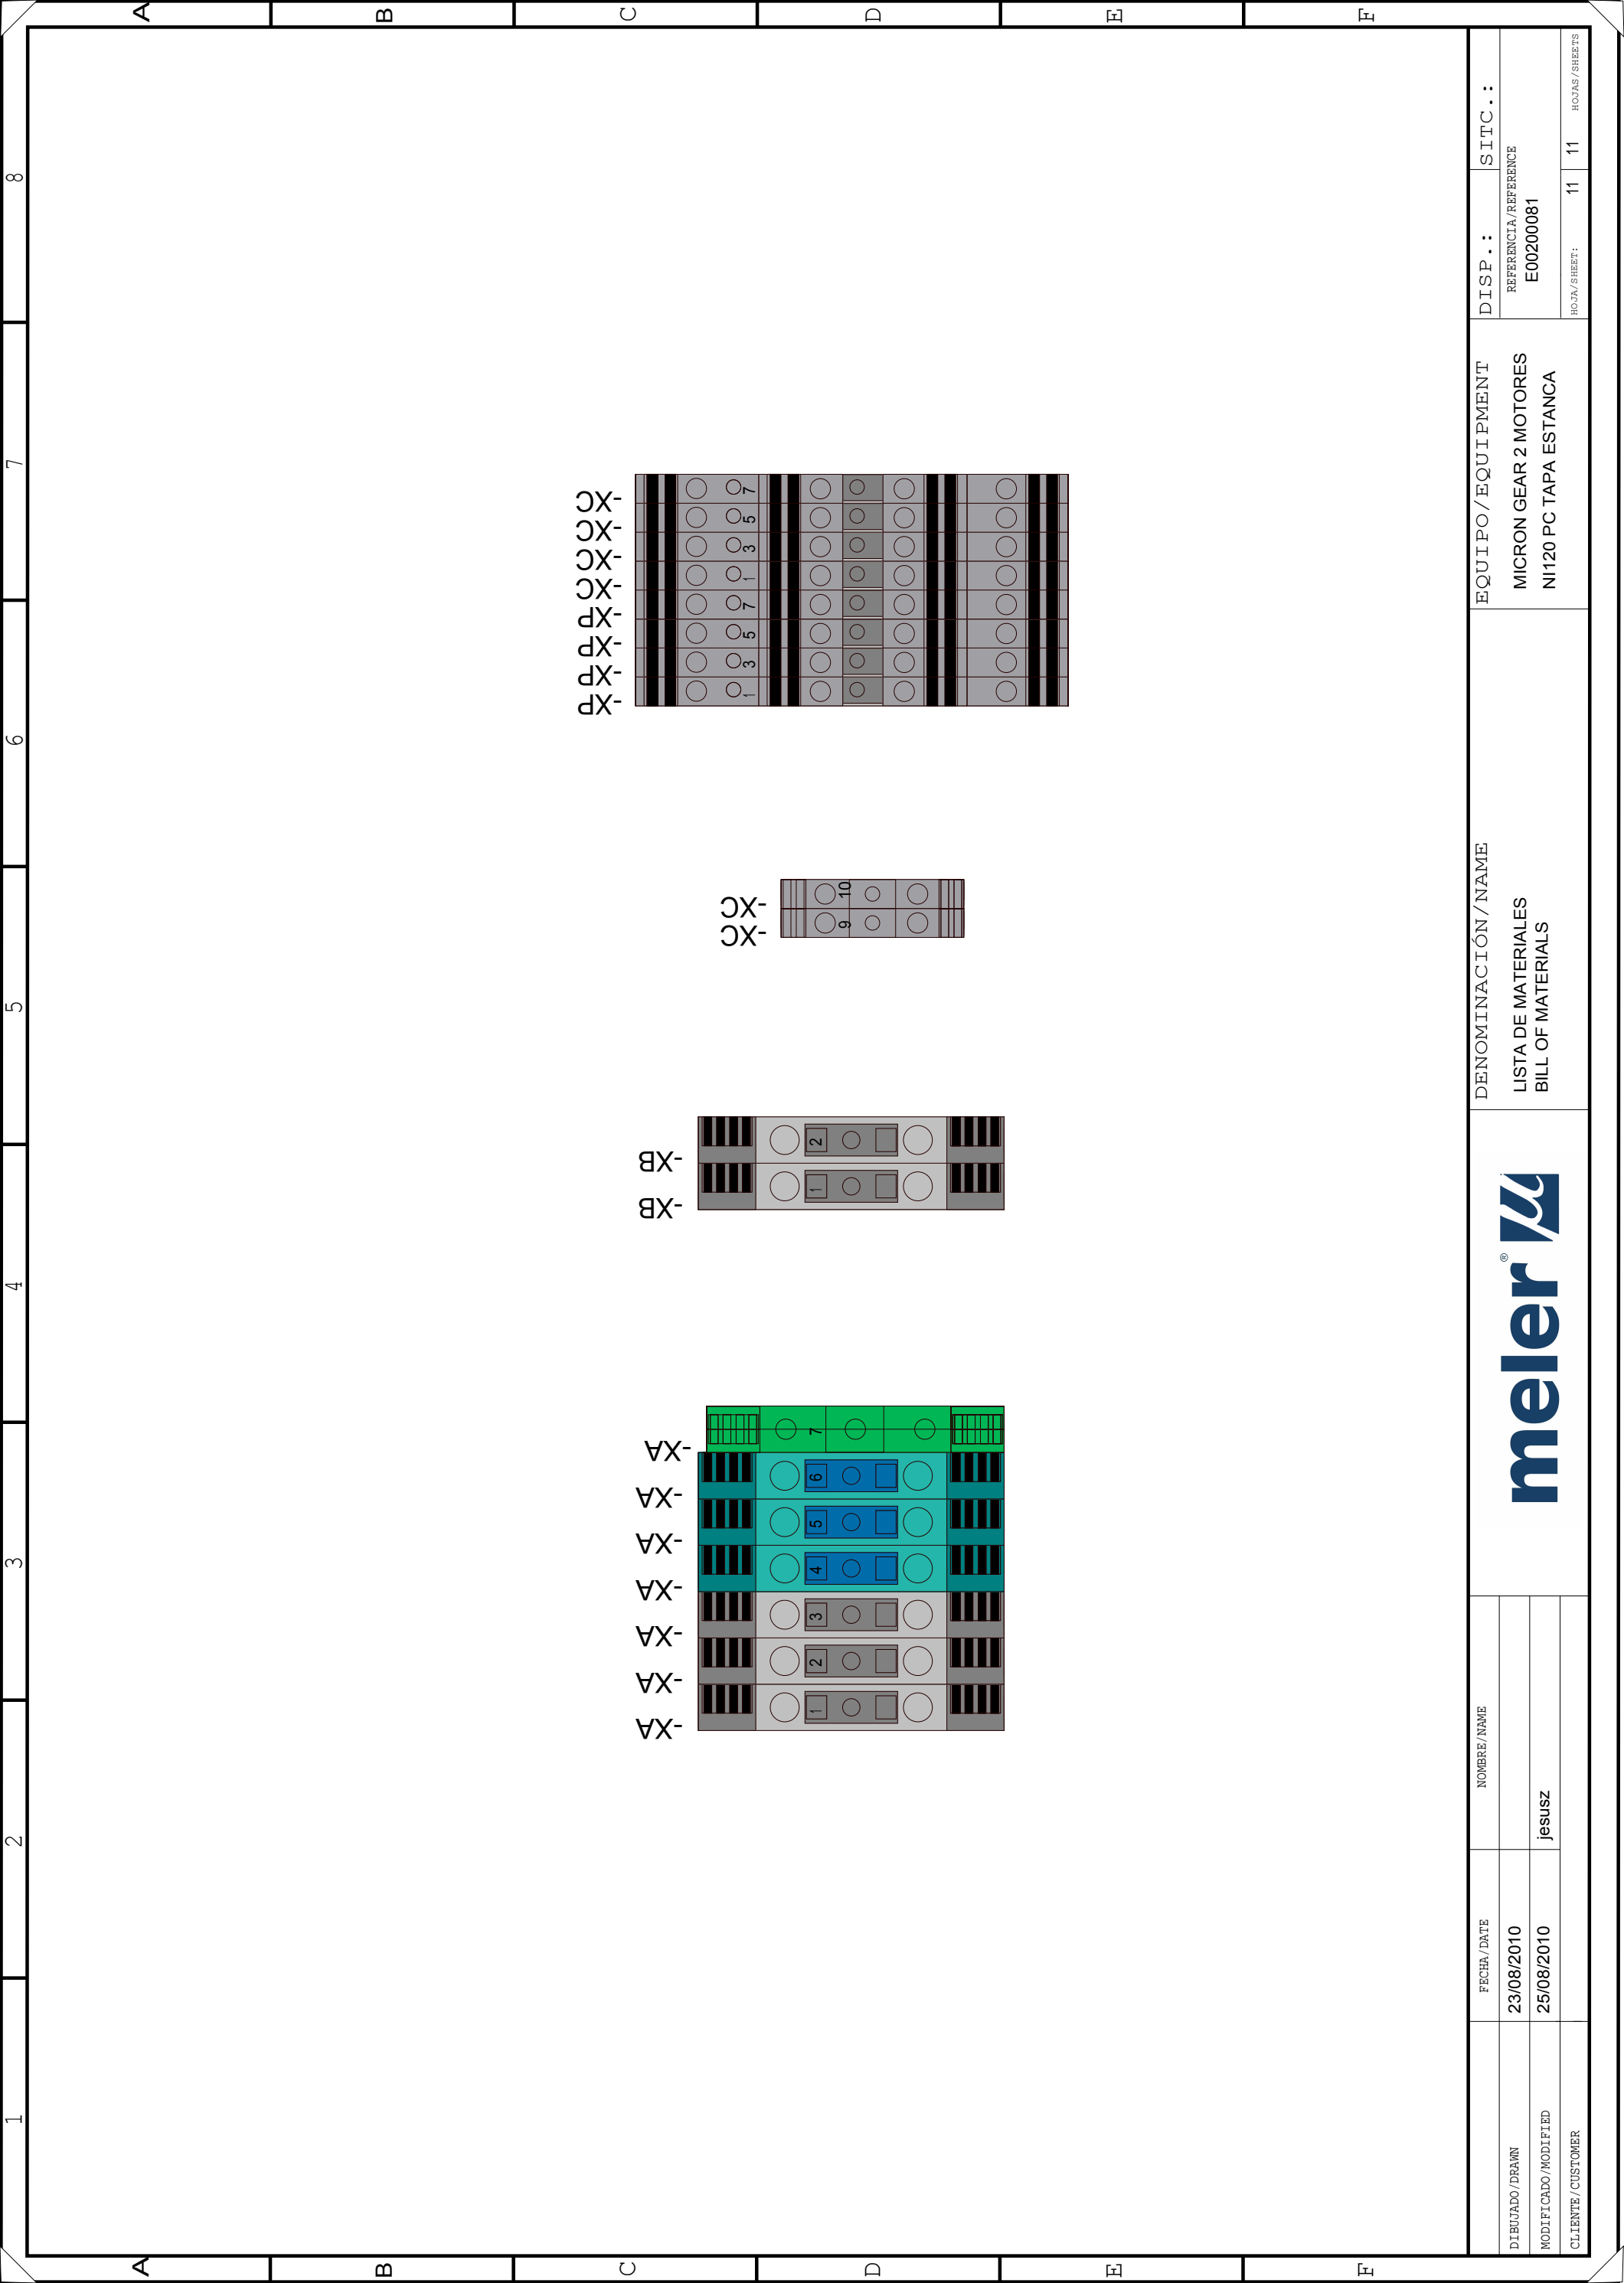 1 2 3 4 5 6 7 8
A
B
C
D
E
F
-XA -XA -XA -XA -XA -XA -XA
1 2 3 4 5 6 7
-XB -XB
1 2
-XC -XC
9 10
-XP -XP -XP -XP -XC -XC -XC -XC
1 3 5 7 1 3 5 7
A
B
C
D
E
F
FECHA/DATE
NOMBRE/NAME
DIBUJADO/DRAWN
23/08/2010
MODIFICADO/MODIFIED
25/08/2010
jesusz
CLIENTE/CUSTOMER
meler®
DENOMINACIÓN/NAME
LISTA DE MATERIALES
BILL OF MATERIALS
EQUIPO/EQUIPMENT
MICRON GEAR 2 MOTORES
NI120 PC TAPA ESTANCA
DISP.:
SITC.:
REFERENCIA/REFERENCE
E00200081
HOJA/SHEET: 11
11 HOJAS/SHEETS